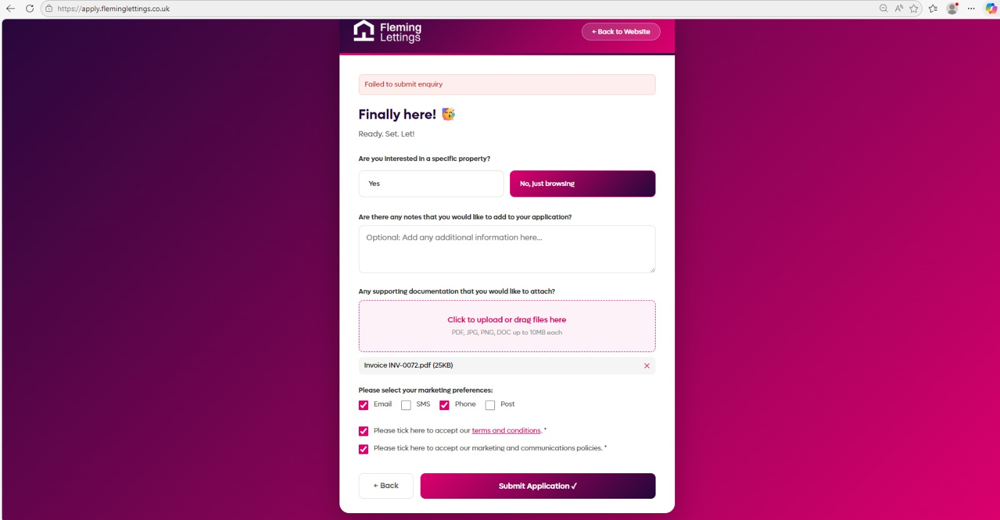 https://apply.fleminglettings.co.uk
Fleming
Lettings
← Back to Website
Failed to submit enquiry
Finally here! 🥳
Ready. Set. Let!
Are you interested in a specific property?
Yes
No, just browsing
Are there any notes that you would like to add to your application?
Optional: Add any additional information here...
Any supporting documentation that you would like to attach?
Click to upload or drag files here
PDF, JPG, PNG, DOC up to 10MB each
Invoice INV-0072.pdf (25KB)
Please select your marketing preferences:
Email SMS Phone Post
Please tick here to accept our terms and conditions. *
Please tick here to accept our marketing and communications policies. *
← Back
Submit Application ✓